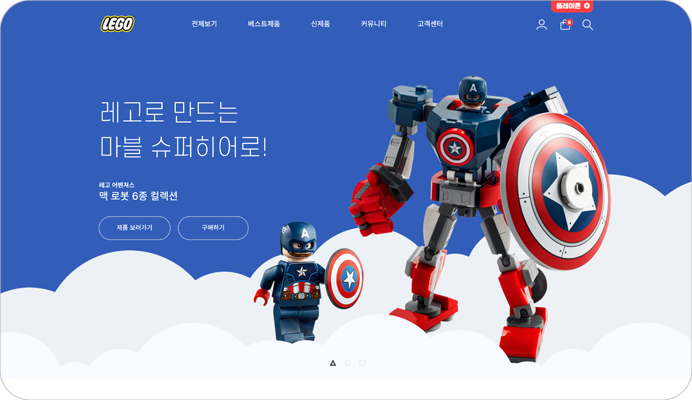 플레이존
LEGO
전체보기 베스트제품 신제품 커뮤니티 고객센터
0
레고로 만드는
마블 슈퍼히어로!
레고 어벤져스
맥 로봇 6종 컬렉션
제품 보러가기 구매하기
A
A